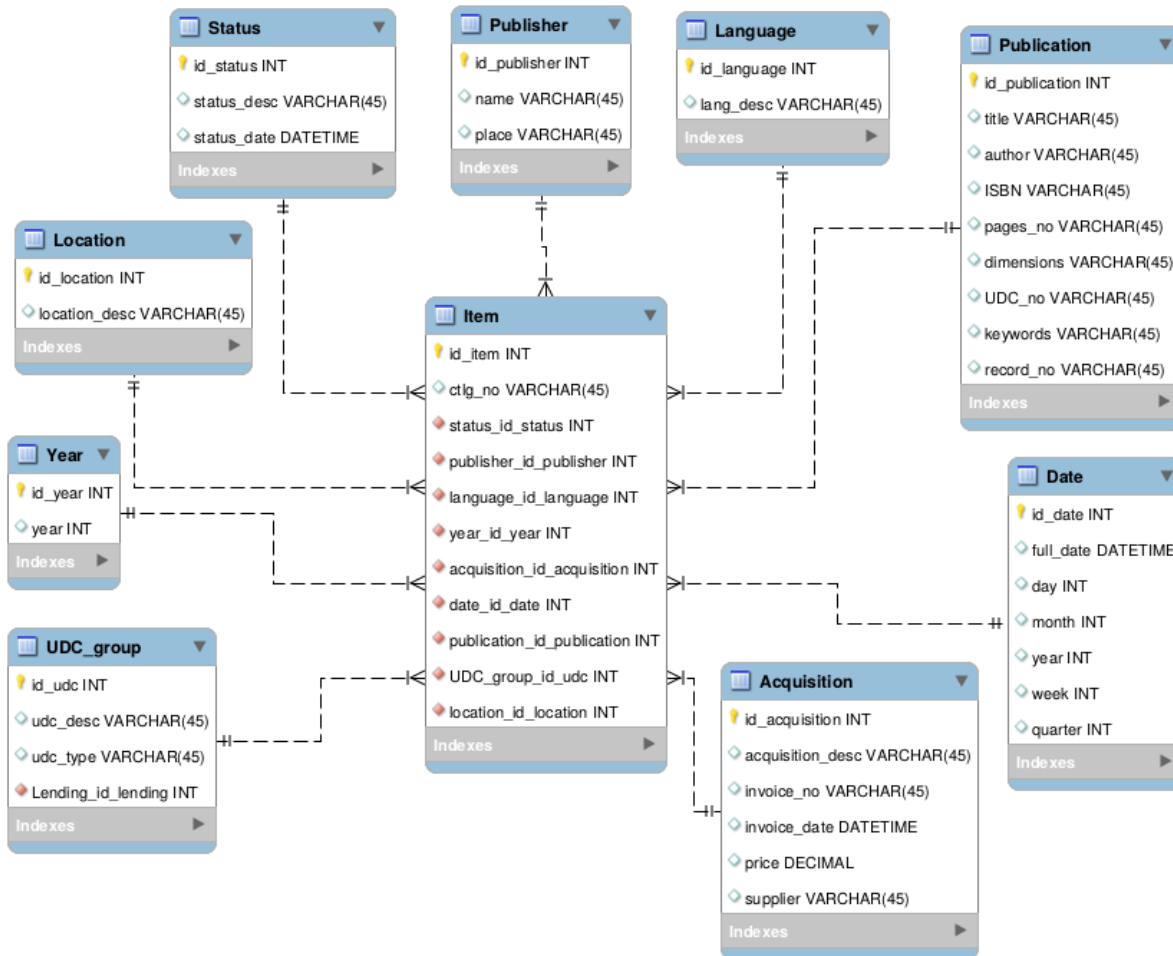 Status
id_status INT
status_desc VARCHAR(45)
status_date DATETIME
Indexes
Publisher
id_publisher INT
name VARCHAR(45)
place VARCHAR(45)
Indexes
Language
id_language INT
lang_desc VARCHAR(45)
Indexes
Publication
id_publication INT
title VARCHAR(45)
author VARCHAR(45)
ISBN VARCHAR(45)
pages_no VARCHAR(45)
dimensions VARCHAR(45)
UDC_no VARCHAR(45)
keywords VARCHAR(45)
record_no VARCHAR(45)
Indexes
Location
id_location INT
location_desc VARCHAR(45)
Indexes
Item
id_item INT
ctlg_no VARCHAR(45)
status_id_status INT
publisher_id_publisher INT
language_id_language INT
year_id_year INT
acquisition_id_acquisition INT
date_id_date INT
publication_id_publication INT
UDC_group_id_udc INT
location_id_location INT
Indexes
Year
id_year INT
year INT
Indexes
Date
id_date INT
full_date DATETIME
day INT
month INT
year INT
week INT
quarter INT
Indexes
UDC_group
id_udc INT
udc_desc VARCHAR(45)
udc_type VARCHAR(45)
Lending_id_lending INT
Indexes
Acquisition
id_acquisition INT
acquisition_desc VARCHAR(45)
invoice_no VARCHAR(45)
invoice_date DATETIME
price DECIMAL
supplier VARCHAR(45)
Indexes